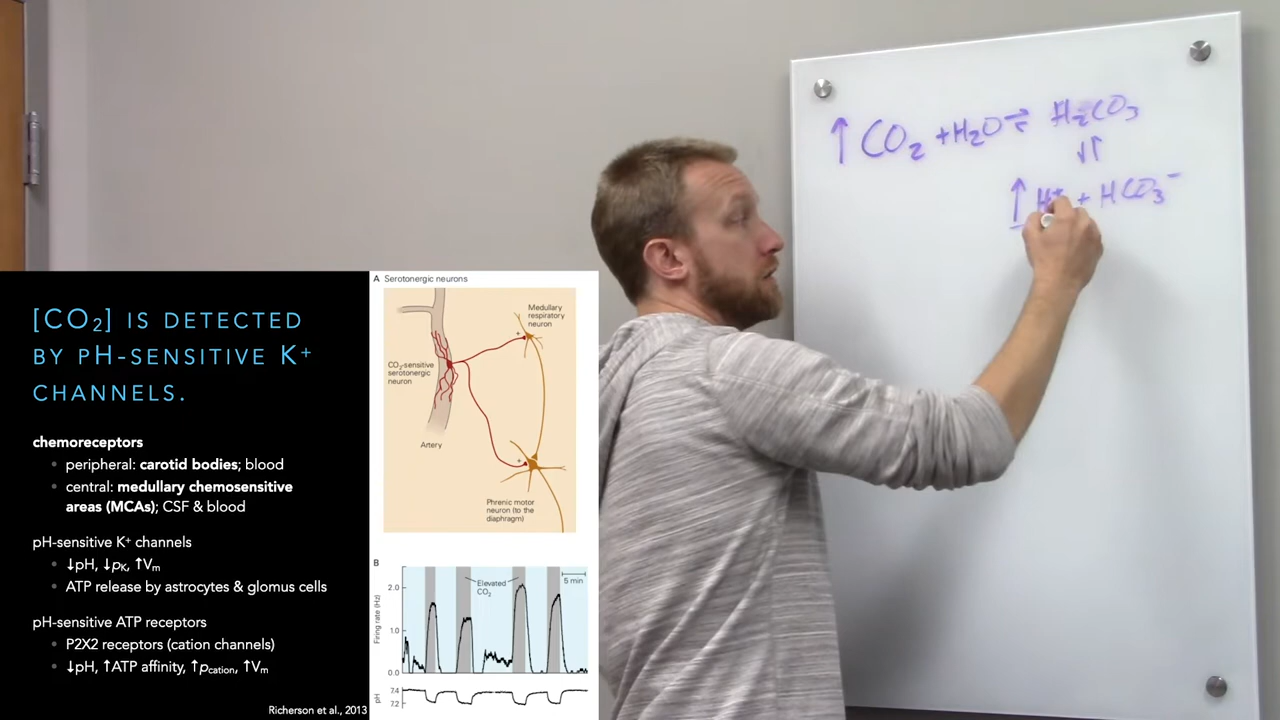 ↑ CO₂ + H₂O ⇌ H₂CO₃
⇌
↑ H⁺ + HCO₃⁻
[CO₂] IS DETECTED
BY pH-SENSITIVE K⁺
CHANNELS.
chemoreceptors
• peripheral: carotid bodies; blood
• central: medullary chemosensitive
areas (MCAs); CSF & blood
pH-sensitive K⁺ channels
• ↓pH, ↓pK, ↑Vm
• ATP release by astrocytes & glomus cells
pH-sensitive ATP receptors
• P2X2 receptors (cation channels)
• ↓pH, ↑ATP affinity, ↑pcation, ↑Vm
Richerson et al., 2013
A Serotonergic neurons
Medullary
respiratory
neuron
+
CO₂-sensitive
serotonergic
neuron
Artery
+
Phrenic motor
neuron (to the
diaphragm)
B
Elevated
CO₂
5 min
Firing rate (Hz)
2.0
1.0
0.0
pH
7.4
7.2